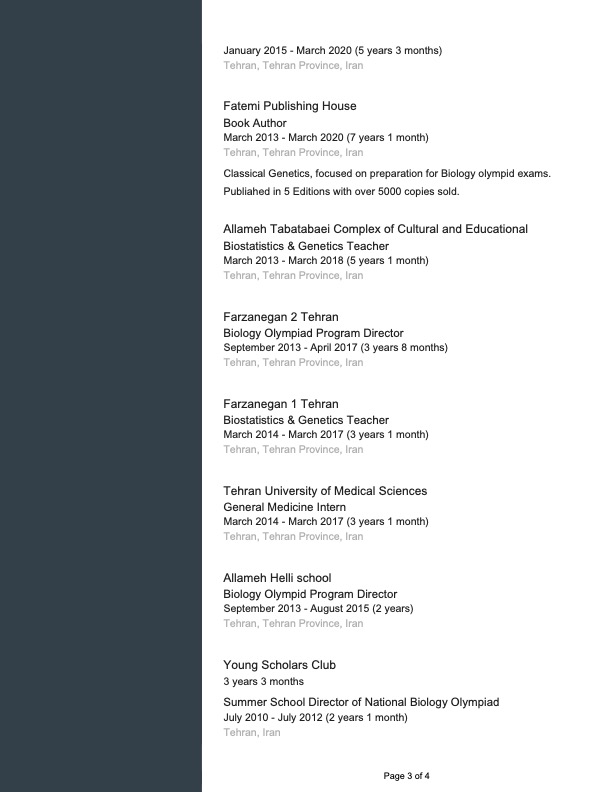 January 2015 - March 2020 (5 years 3 months)
Tehran, Tehran Province, Iran
Fatemi Publishing House
Book Author
March 2013 - March 2020 (7 years 1 month)
Tehran, Tehran Province, Iran
Classical Genetics, focused on preparation for Biology olympid exams.
Publiahed in 5 Editions with over 5000 copies sold.
Allameh Tabatabaei Complex of Cultural and Educational
Biostatistics & Genetics Teacher
March 2013 - March 2018 (5 years 1 month)
Tehran, Tehran Province, Iran
Farzanegan 2 Tehran
Biology Olympiad Program Director
September 2013 - April 2017 (3 years 8 months)
Tehran, Tehran Province, Iran
Farzanegan 1 Tehran
Biostatistics & Genetics Teacher
March 2014 - March 2017 (3 years 1 month)
Tehran, Tehran Province, Iran
Tehran University of Medical Sciences
General Medicine Intern
March 2014 - March 2017 (3 years 1 month)
Tehran, Tehran Province, Iran
Allameh Helli school
Biology Olympid Program Director
September 2013 - August 2015 (2 years)
Tehran, Tehran Province, Iran
Young Scholars Club
3 years 3 months
Summer School Director of National Biology Olympiad
July 2010 - July 2012 (2 years 1 month)
Tehran, Iran
Page 3 of 4